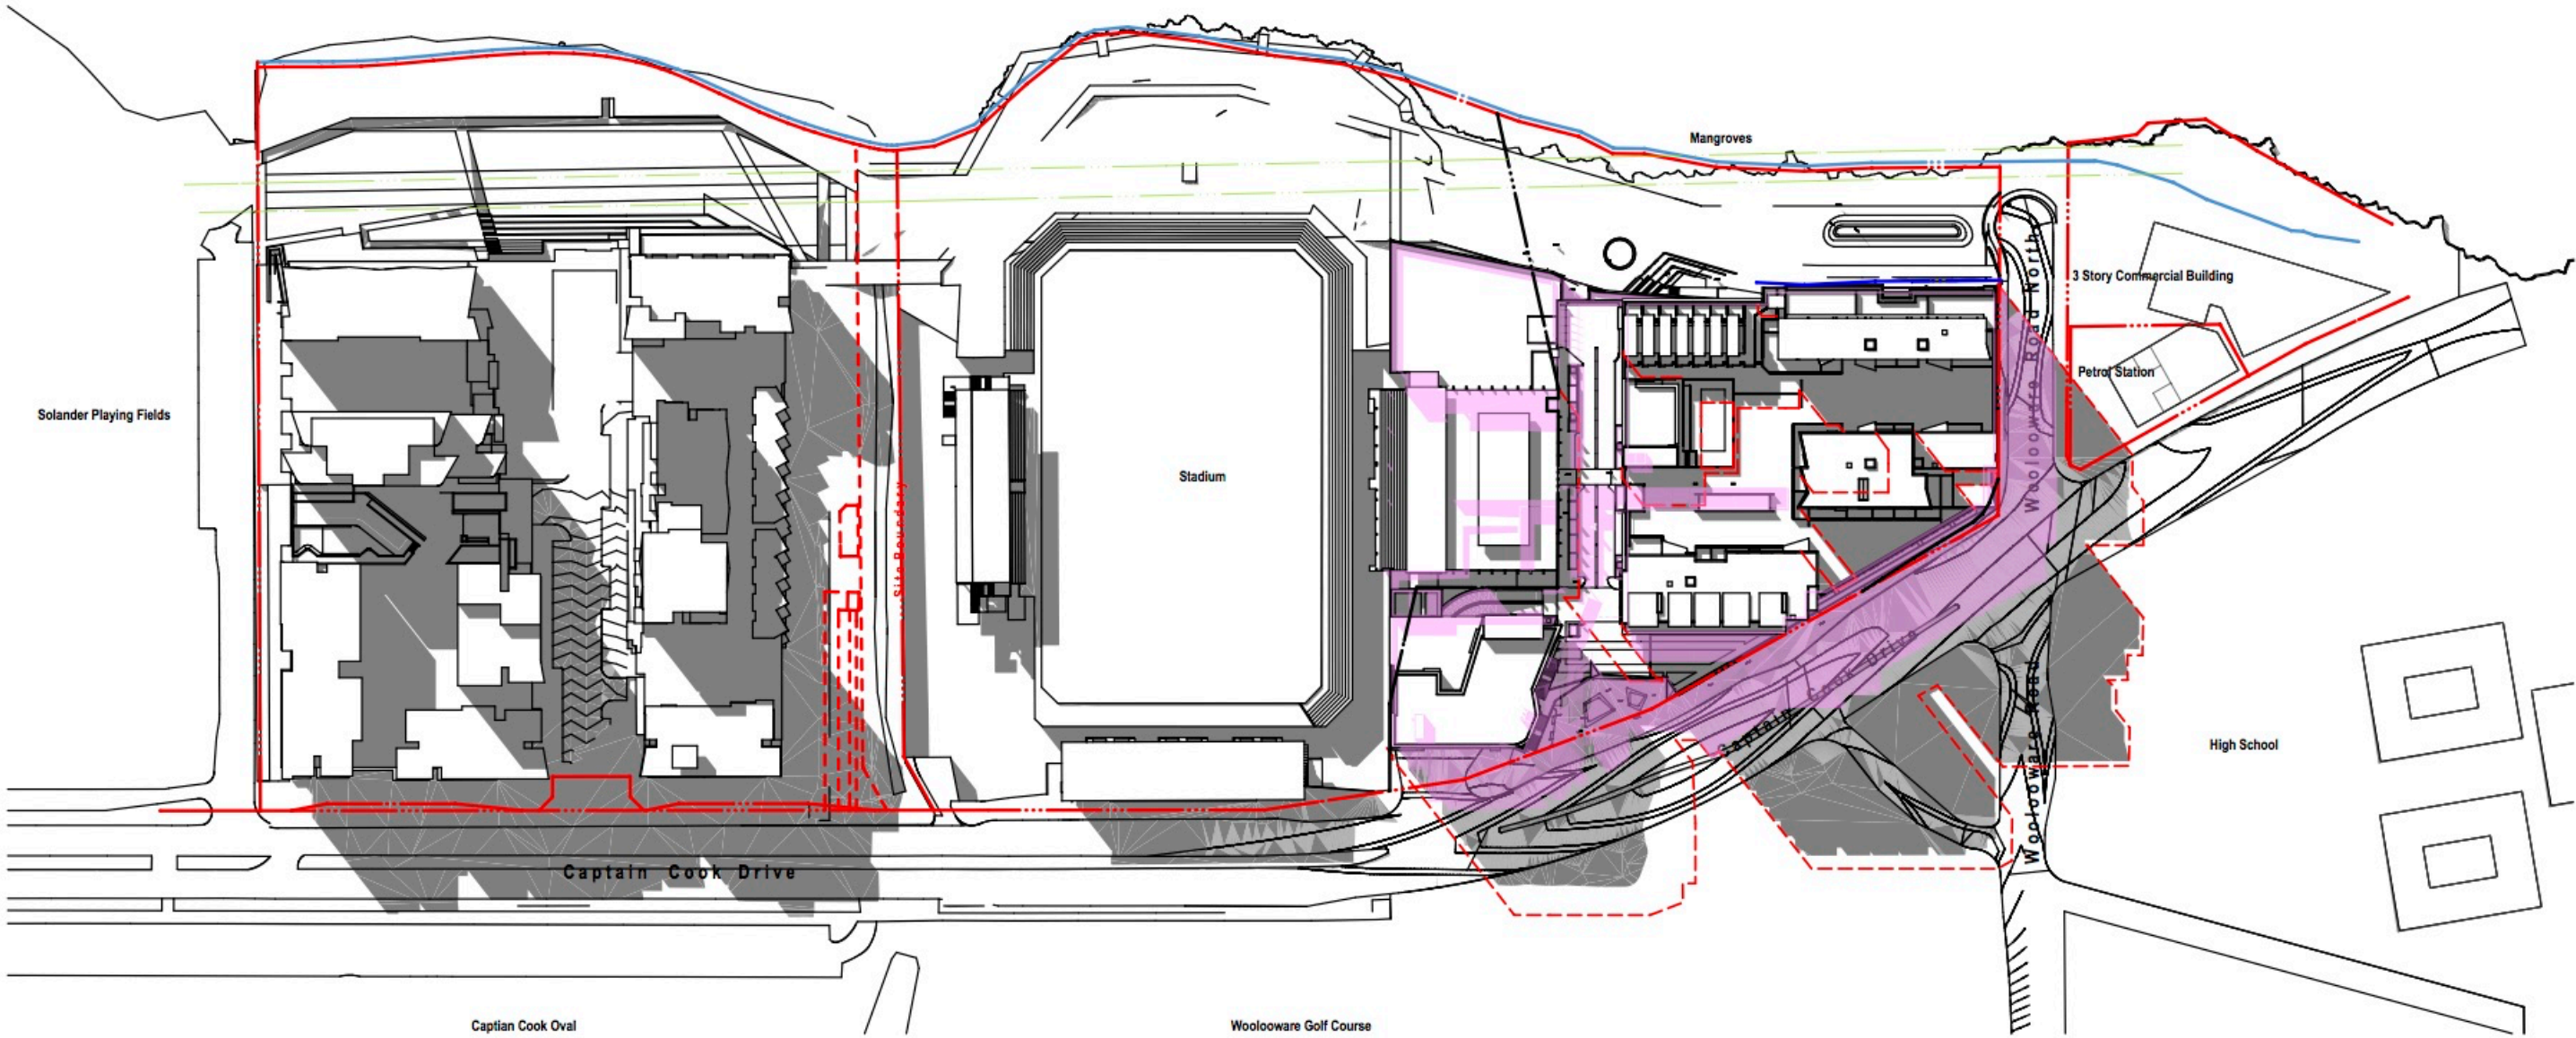 Mangroves
Woolooware Road North
3 Story Commercial Building
Petrol Station
Solander Playing Fields
Stadium
Site Boundary
Captain Cook Drive
Woolooware Road
High School
Captain Cook Drive
Captian Cook Oval
Woolooware Golf Course